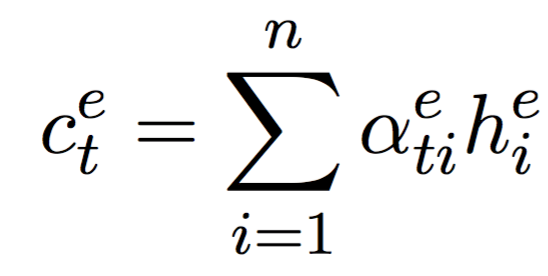 $c_t^e = \sum_{i=1}^{n} \alpha_{ti}^e h_i^e$